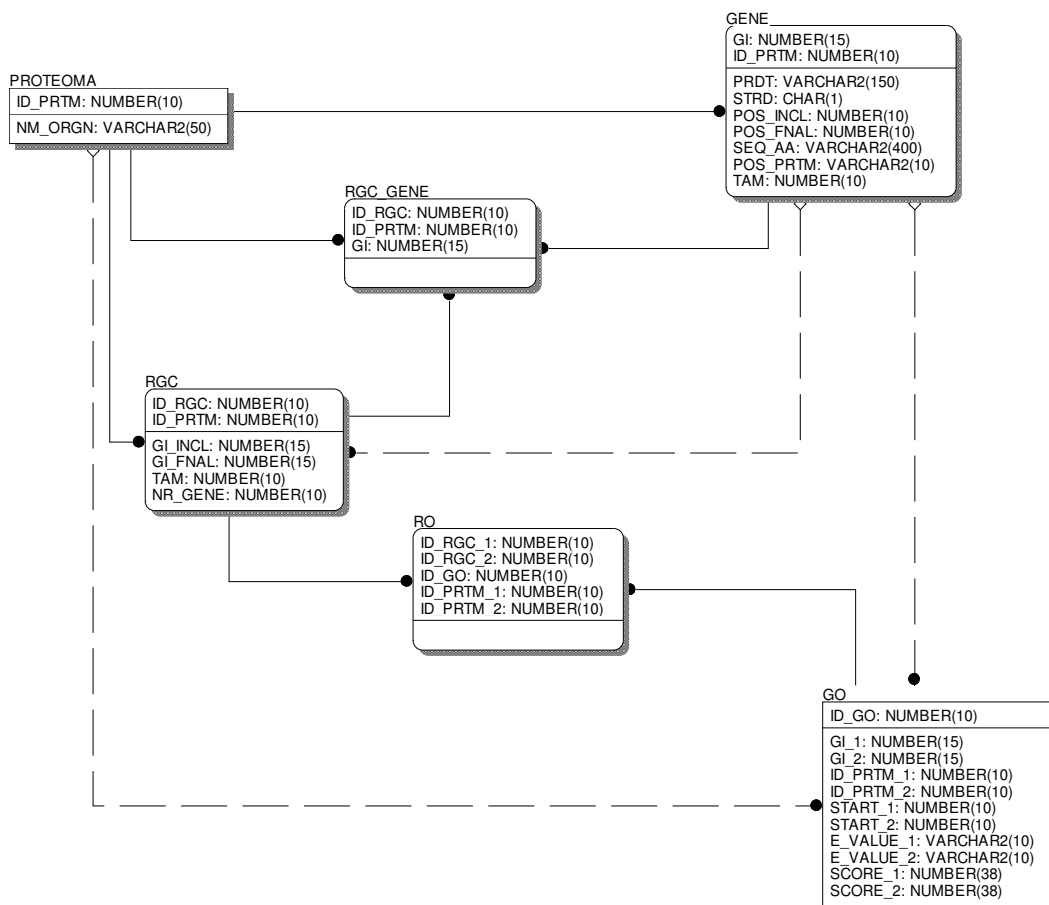 GENE
GI: NUMBER(15)
ID_PRTM: NUMBER(10)
PRDT: VARCHAR2(150)
STRD: CHAR(1)
POS_INCL: NUMBER(10)
POS_FNAL: NUMBER(10)
SEQ_AA: VARCHAR2(400)
POS_PRTM: VARCHAR2(10)
TAM: NUMBER(10)
PROTEOMA
ID_PRTM: NUMBER(10)
NM_ORGN: VARCHAR2(50)
RGC_GENE
ID_RGC: NUMBER(10)
ID_PRTM: NUMBER(10)
GI: NUMBER(15)
RGC
ID_RGC: NUMBER(10)
ID_PRTM: NUMBER(10)
GI_INCL: NUMBER(15)
GI_FNAL: NUMBER(15)
TAM: NUMBER(10)
NR_GENE: NUMBER(10)
RO
ID_RGC_1: NUMBER(10)
ID_RGC_2: NUMBER(10)
ID_GO: NUMBER(10)
ID_PRTM_1: NUMBER(10)
ID_PRTM_2: NUMBER(10)
GO
ID_GO: NUMBER(10)
GI_1: NUMBER(15)
GI_2: NUMBER(15)
ID_PRTM_1: NUMBER(10)
ID_PRTM_2: NUMBER(10)
START_1: NUMBER(10)
START_2: NUMBER(10)
E_VALUE_1: VARCHAR2(10)
E_VALUE_2: VARCHAR2(10)
SCORE_1: NUMBER(38)
SCORE_2: NUMBER(38)